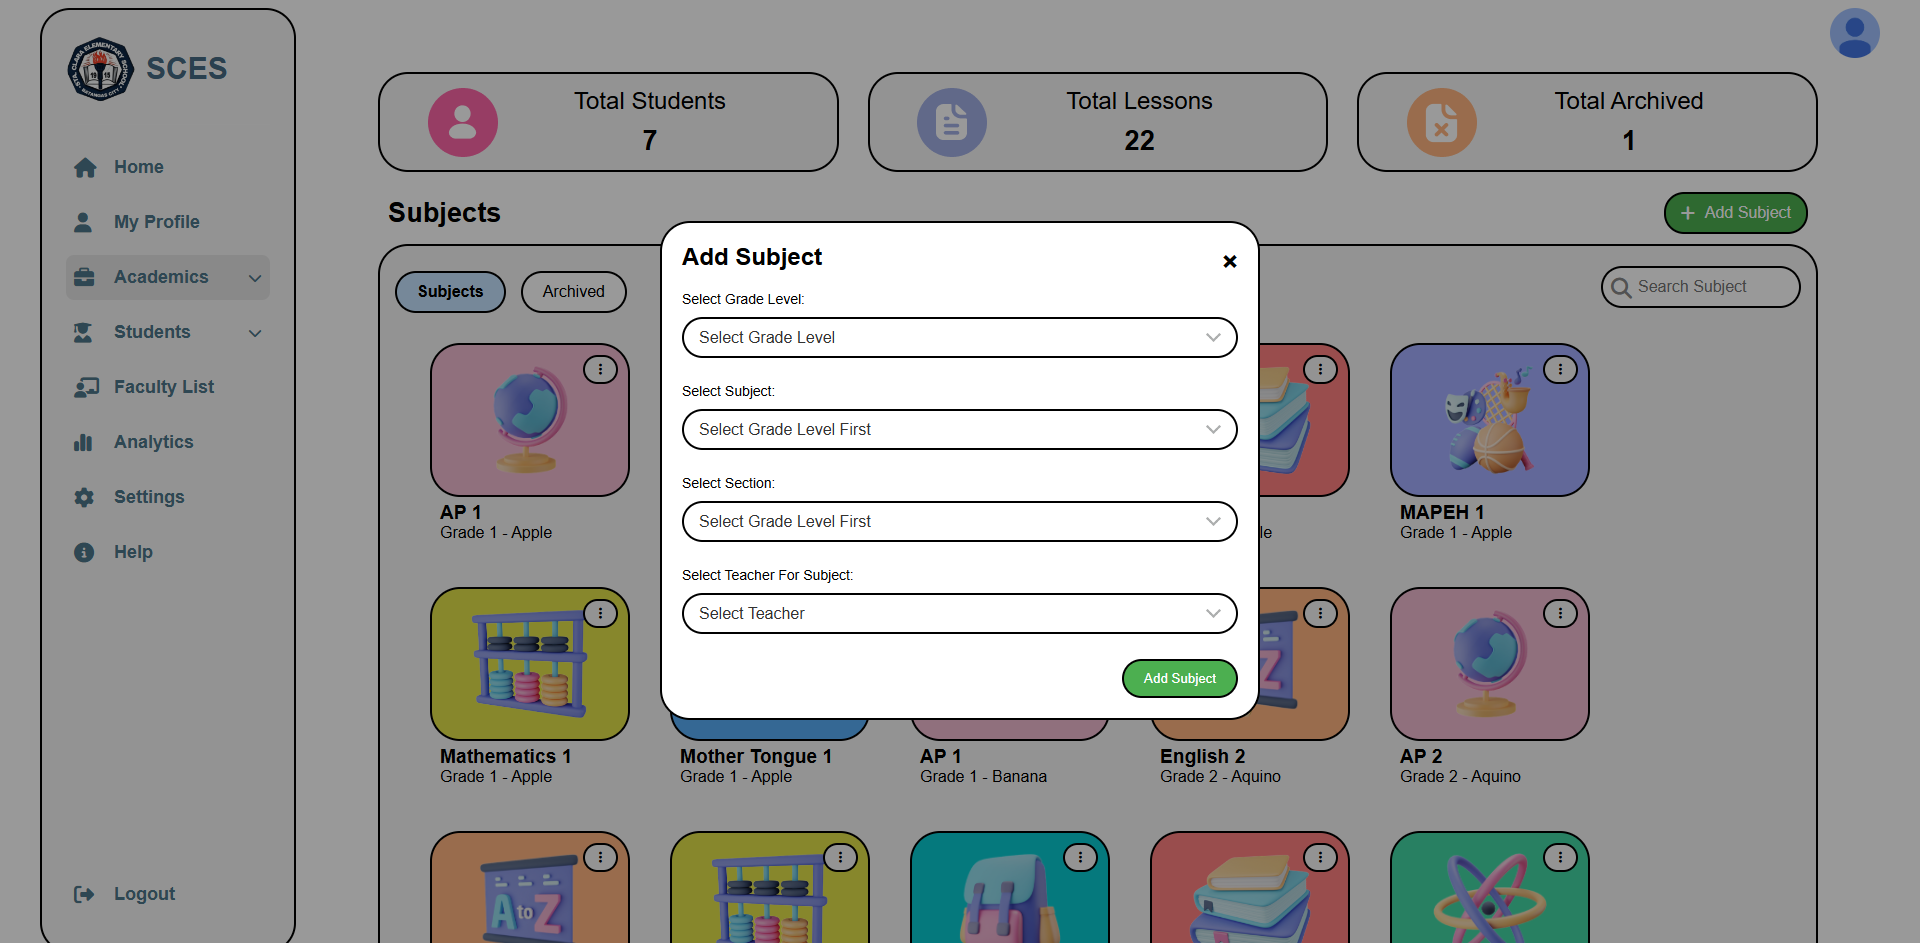 SCES
Home
My Profile
Academics
Students
Faculty List
Analytics
Settings
Help
Logout
Total Students
7
Total Lessons
22
Total Archived
1
Subjects
+ Add Subject
Subjects
Archived
Search Subject
Add Subject
Select Grade Level:
Select Grade Level
Select Subject:
Select Grade Level First
Select Section:
Select Grade Level First
Select Teacher For Subject:
Select Teacher
Add Subject
AP 1
Grade 1 - Apple
le
MAPEH 1
Grade 1 - Apple
Z
Mathematics 1
Grade 1 - Apple
Mother Tongue 1
Grade 1 - Apple
AP 1
Grade 1 - Banana
English 2
Grade 2 - Aquino
AP 2
Grade 2 - Aquino
A to Z